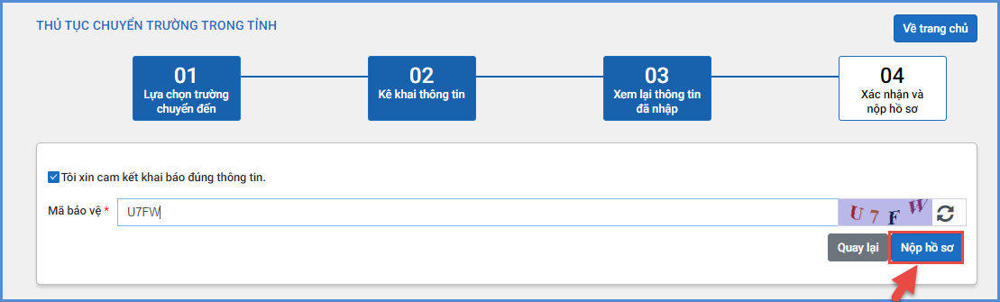 THỦ TỤC CHUYỂN TRƯỜNG TRONG TỈNH
Về trang chủ
01
Lựa chọn trường
chuyển đến
02
Kê khai thông tin
03
Xem lại thông tin
đã nhập
04
Xác nhận và
nộp hồ sơ
Tôi xin cam kết khai báo đúng thông tin.
Mã bảo vệ *
U7FW
U7FW
Quay lại
Nộp hồ sơ